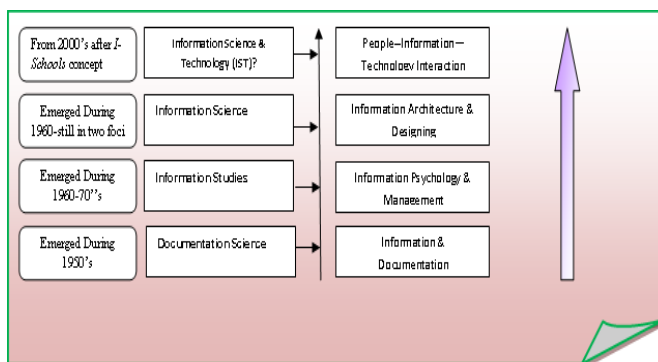 From 2000's after I-
Schools concept
Information Science &
Technology (IST)?
People–Information—
Technology Interaction
Emerged During
1960-still in two foci
Information Science
Information Architecture &
Designing
Emerged During
1960-70''s
Information Studies
Information Psychology &
Management
Emerged During
1950's
Documentation Science
Information &
Documentation